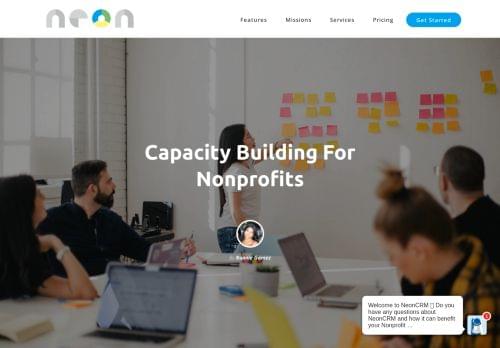 neon
Features Missions Services Pricing Get Started
Capacity Building For
Nonprofits
By Ronnie Gomez
Welcome to NeonCRM Do you
have any questions about
NeonCRM and how it can benefit
your Nonprofit ...
1